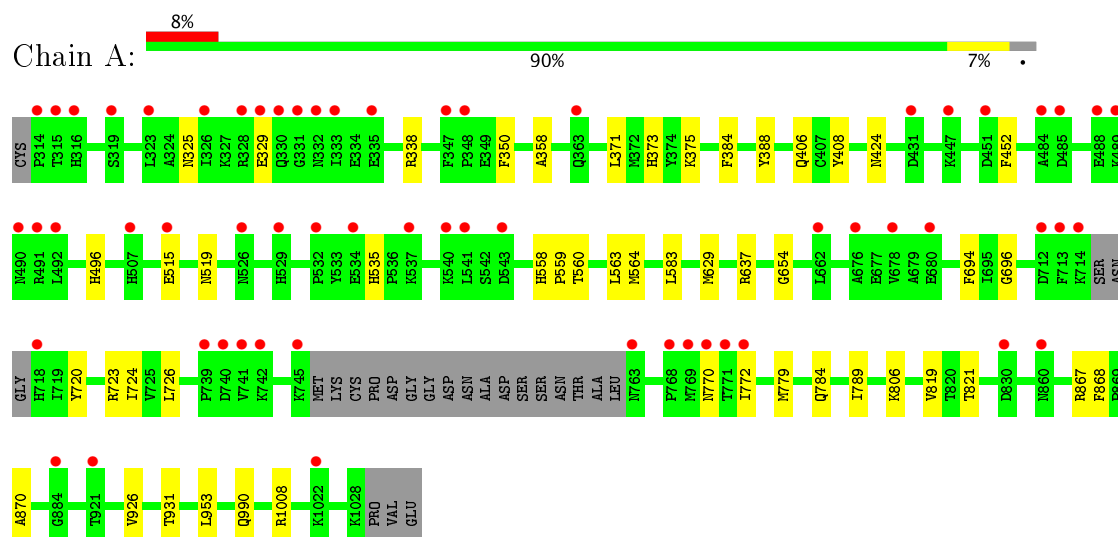 8%
Chain A:
90% 7% •
CYS P314 T315 H316 S319 L323 A324 N325 I326 K327 R328 E329 Q330 G331 N332 I333 E334 E335 R338 F347 P348 E349 F350 A358 Q363 L371 M372 H373 Y374 K375 F384 Y388 Q406 C407 Y408 N424 D431 K447 D451 F452 A484 D485 E488
N490 R491 L492 H496 H507 E515 N519 N526 H529 P532 Y533 E534 H535 P536 K537 K540 L541 S542 D543 H558 P559 T560 L563 M564 L583 M629 R637 G654 L662 A676 E677 V678 A679 E680 F694 I695 G696 D712 F713 K714 SER ASN
GLY H718 I719 Y720 R723 I724 V725 L726 P739 D740 V741 K742 K745 MET LYS CYS PRO ASP GLY GLY ASP ASN ALA ASP SER SER ASN THR ALA LEU N763 P768 M769 N770 T771 I772 M779 Q784 I789 K806 V819 T820 T821 D830 N860 R867 F868
A870 G884 T921 V926 T931 L953 Q990 R1008 K1022 K1028 PRO VAL GLU